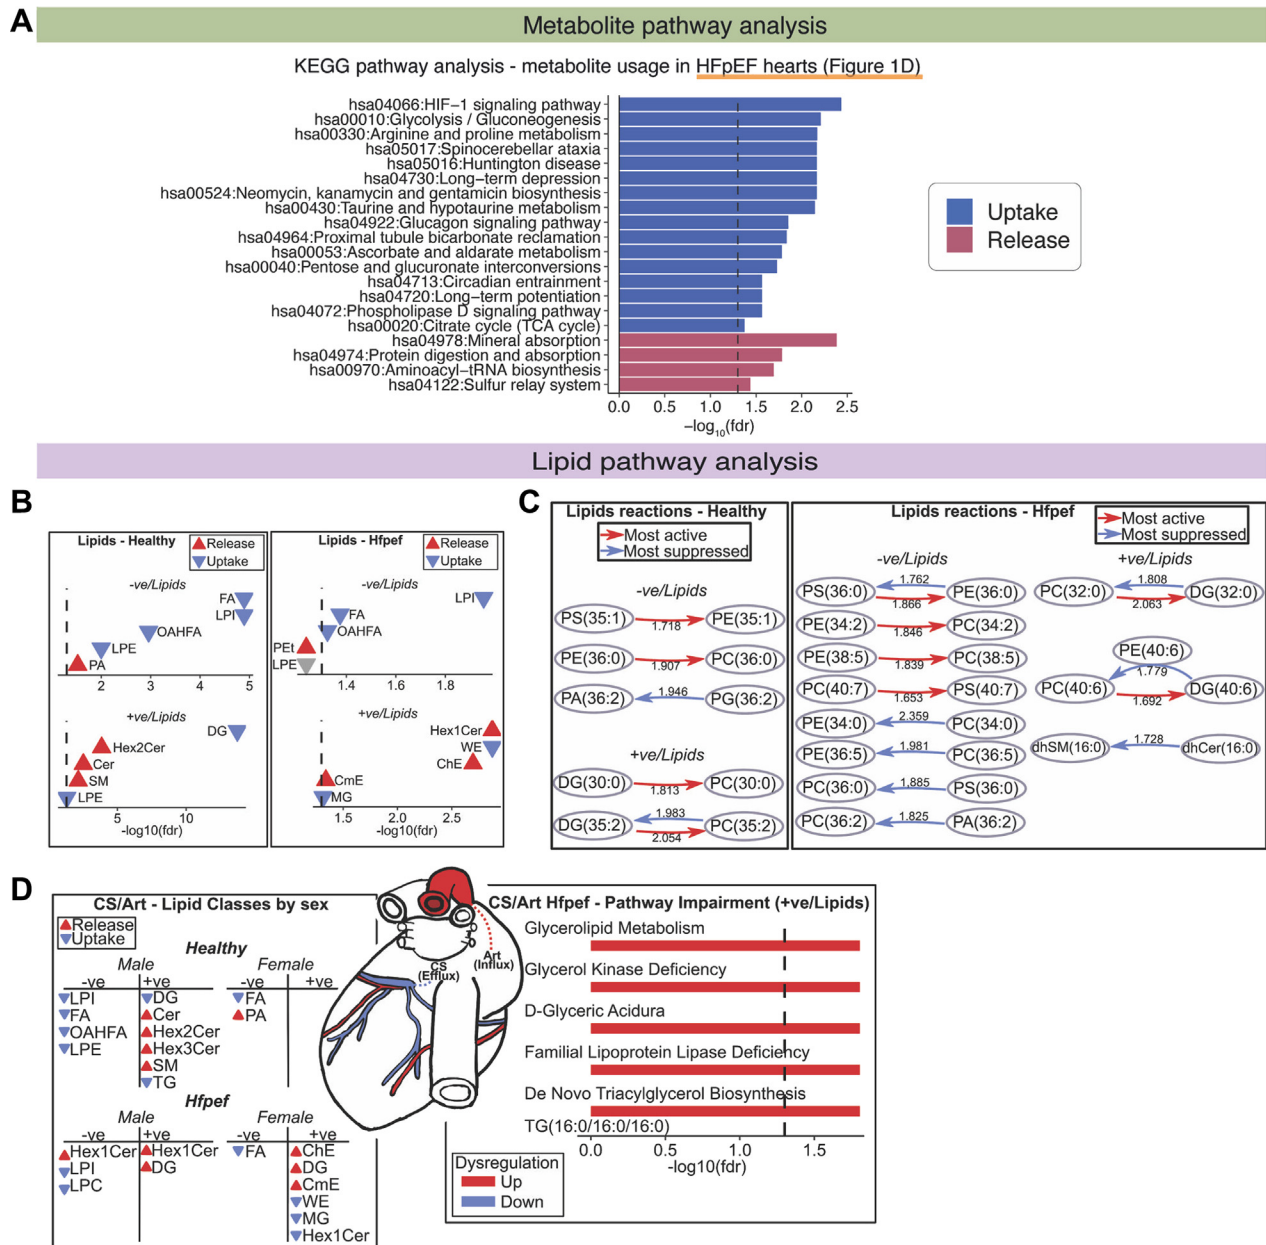 A
Metabolite pathway analysis
KEGG pathway analysis - metabolite usage in HFpEF hearts (Figure 1D)
hsa04066:HIF−1 signaling pathway
hsa00010:Glycolysis / Gluconeogenesis
hsa00330:Arginine and proline metabolism
hsa05017:Spinocerebellar ataxia
hsa05016:Huntington disease
hsa04730:Long−term depression
hsa00524:Neomycin, kanamycin and gentamicin biosynthesis
hsa00430:Taurine and hypotaurine metabolism
hsa04922:Glucagon signaling pathway
hsa04964:Proximal tubule bicarbonate reclamation
hsa00053:Ascorbate and aldarate metabolism
hsa00040:Pentose and glucuronate interconversions
hsa04713:Circadian entrainment
hsa04720:Long−term potentiation
hsa04072:Phospholipase D signaling pathway
hsa00020:Citrate cycle (TCA cycle)
hsa04978:Mineral absorption
hsa04974:Protein digestion and absorption
hsa00970:Aminoacyl−tRNA biosynthesis
hsa04122:Sulfur relay system
0.0 0.5 1.0 1.5 2.0 2.5
−log10(fdr)
Uptake
Release
Lipid pathway analysis
B
Lipids - Healthy
Release
Uptake
-ve/Lipids
FA
LPI
OAHFA
LPE
PA
2 3 4 5
+ve/Lipids
DG
Hex2Cer
Cer
SM
LPE
5 10
-log10(fdr)
Lipids - Hfpef
Release
Uptake
-ve/Lipids
LPI
FA
OAHFA
PEt
LPE
1.4 1.6 1.8
+ve/Lipids
Hex1Cer
WE
ChE
CmE
MG
1.5 2.0 2.5
-log10(fdr)
C
Lipids reactions - Healthy
Most active
Most suppressed
-ve/Lipids
PS(35:1) 1.718 PE(35:1)
PE(36:0) 1.907 PC(36:0)
PA(36:2) 1.946 PG(36:2)
+ve/Lipids
DG(30:0) 1.813 PC(30:0)
DG(35:2) 1.983 2.054 PC(35:2)
Lipids reactions - Hfpef
Most active
Most suppressed
-ve/Lipids
PS(36:0) 1.762 1.866 PE(36:0)
PE(34:2) 1.846 PC(34:2)
PE(38:5) 1.839 PC(38:5)
PC(40:7) 1.653 PS(40:7)
PE(34:0) 2.359 PC(34:0)
PE(36:5) 1.981 PC(36:5)
PC(36:0) 1.885 PS(36:0)
PC(36:2) 1.825 PA(36:2)
+ve/Lipids
PC(32:0) 1.808 2.063 DG(32:0)
PE(40:6)
PC(40:6) 1.779 1.692 DG(40:6)
dhSM(16:0) 1.728 dhCer(16:0)
D
CS/Art - Lipid Classes by sex
Release
Uptake
Healthy
Male Female
-ve +ve -ve +ve
LPI DG FA
FA Cer PA
OAHFA Hex2Cer
LPE Hex3Cer
SM
TG
Hfpef
Male Female
-ve +ve -ve +ve
Hex1Cer Hex1Cer FA ChE
LPI DG DG
LPC CmE
WE
MG
Hex1Cer
CS
(Efflux)
Art
(Influx)
CS/Art Hfpef - Pathway Impairment (+ve/Lipids)
Glycerolipid Metabolism
Glycerol Kinase Deficiency
D-Glyceric Acidura
Familial Lipoprotein Lipase Deficiency
De Novo Triacylglycerol Biosynthesis
TG(16:0/16:0/16:0)
0.0 0.5 1.0 1.5
-log10(fdr)
Dysregulation
Up
Down